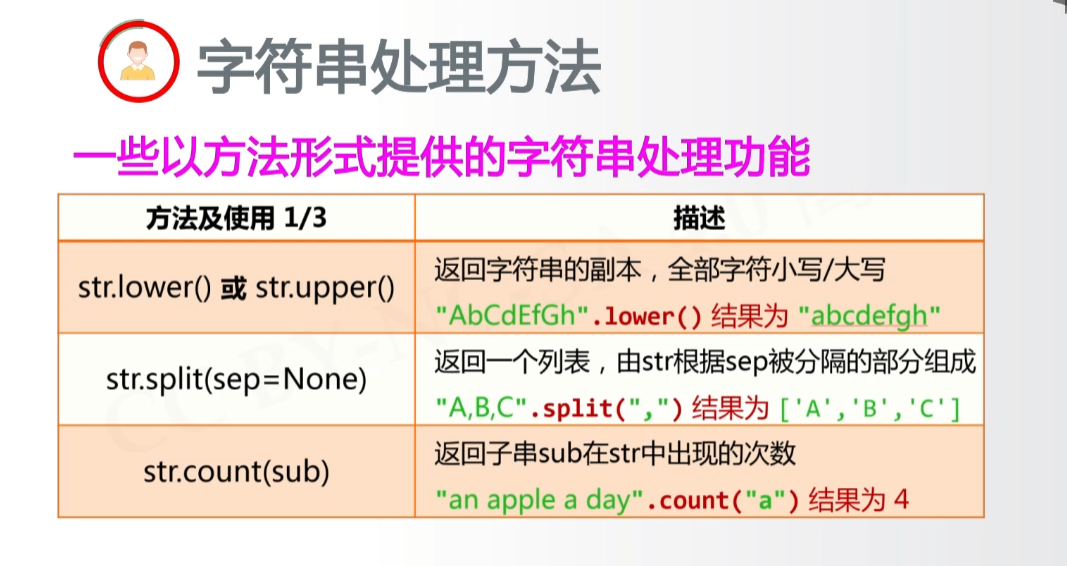 字符串处理方法
一些以方法形式提供的字符串处理功能
方法及使用 1/3
描述
str.lower() 或 str.upper()
返回字符串的副本，全部字符小写/大写
"AbCdEfGh".lower() 结果为 "abcdefgh"
str.split(sep=None)
返回一个列表，由str根据sep被分隔的部分组成
"A,B,C".split(",") 结果为 ['A','B','C']
str.count(sub)
返回子串sub在str中出现的次数
"an apple a day".count("a") 结果为 4